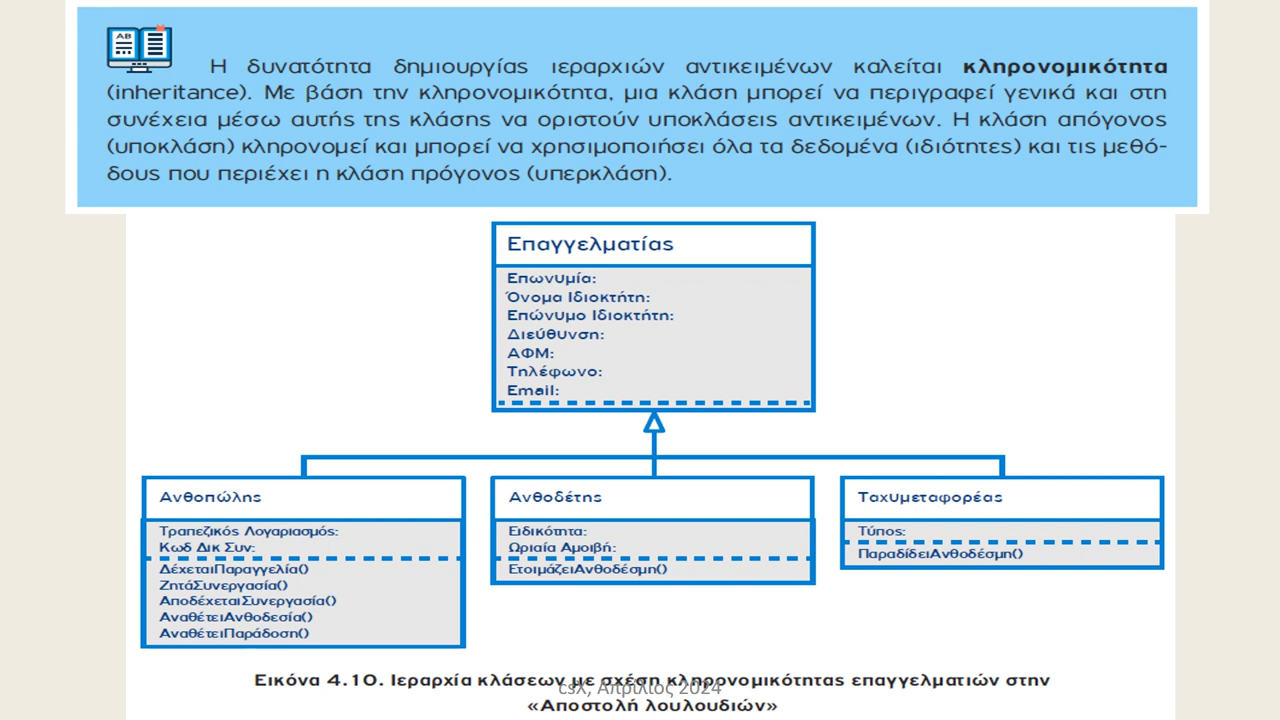 AB
Η δυνατότητα δημιουργίας ιεραρχιών αντικειμένων καλείται κληρονομικότητα
(inheritance). Με βάση την κληρονομικότητα, μια κλάση μπορεί να περιγραφεί γενικά και στη
συνέχεια μέσω αυτής της κλάσης να οριστούν υποκλάσεις αντικειμένων. Η κλάση απόγονος
(υποκλάση) κληρονομεί και μπορεί να χρησιμοποιήσει όλα τα δεδομένα (ιδιότητες) και τις μεθό-
δους που περιέχει η κλάση πρόγονος (υπερκλάση).
Επαγγελματίας
Επωνυμία:
Όνομα Ιδιοκτήτη:
Επώνυμο Ιδιοκτήτη:
Διεύθυνση:
ΑΦΜ:
Τηλέφωνο:
Email:
Ανθοπώλης
Τραπεζικός Λογαριασμός:
Κωδ Δικ Συν:
ΔέχεταιΠαραγγελία()
ΖητάΣυνεργασία()
ΑποδέχεταιΣυνεργασία()
ΑναθέτειΑνθοδεσία()
ΑναθέτειΠαράδοση()
Ανθοδέτης
Ειδικότητα:
Ωριαία Αμοιβή:
ΕτοιμάζειΑνθοδέσμη()
Ταχυμεταφορέας
Τύπος:
ΠαραδίδειΑνθοδέσμη()
Εικόνα 4.10. Ιεραρχία κλάσεων με σχέση κληρονομικότητας επαγγελματιών στην
«Αποστολή λουλουδιών»
csX, Απρίλιος 2024